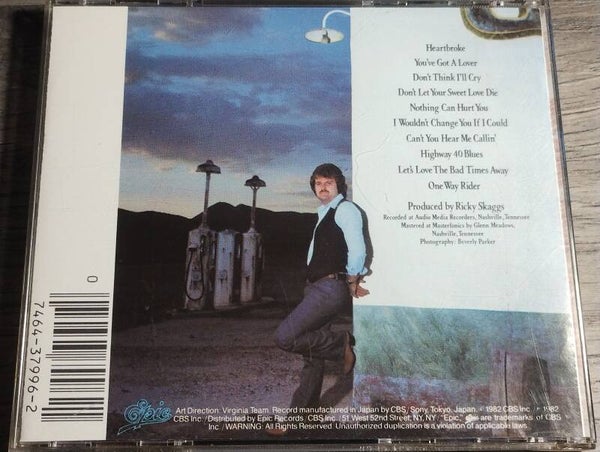 Heartbroke
You've Got A Lover
Don't Think I'll Cry
Don't Let Your Sweet Love Die
Nothing Can Hurt You
I Wouldn't Change You If I Could
Can't You Hear Me Callin'
Highway 40 Blues
Let's Love The Bad Times Away
One Way Rider
Produced by Ricky Skaggs
Recorded at Audio Media Recorders, Nashville, Tennessee
Mastered at Masterfonics by Glenn Meadows,
Nashville, Tennessee
Photography: Beverly Parker
0
7464-37996-2
Epic
Art Direction: Virginia Team. Record manufactured in Japan by CBS/Sony, Tokyo, Japan. ℗ 1982 CBS Inc. / © 1982
CBS Inc. / Distributed by Epic Records / CBS Inc. / 51 West 52nd Street, NY, NY. / "Epic," are trademarks of CBS
Inc. / WARNING: All Rights Reserved. Unauthorized duplication is a violation of applicable laws.